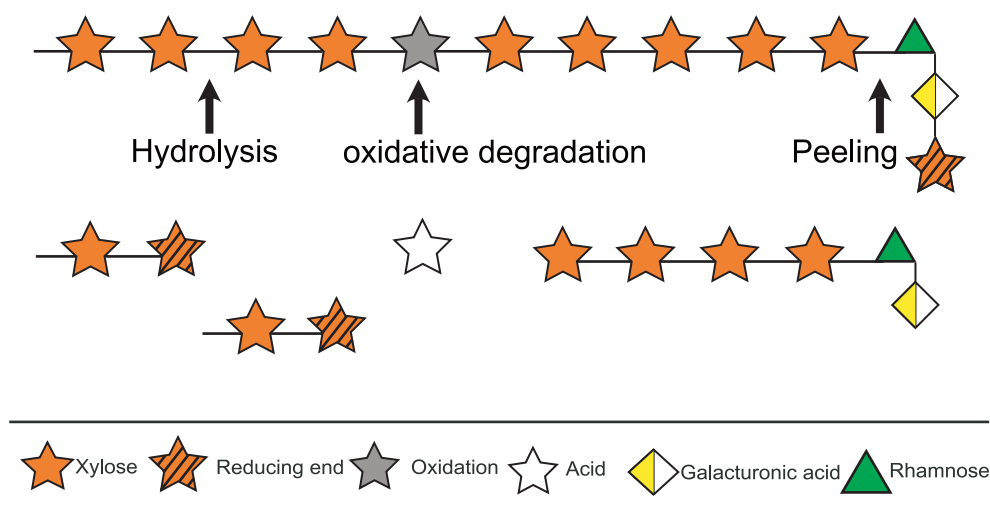 Hydrolysis oxidative degradation Peeling
Xylose Reducing end Oxidation Acid Galacturonic acid Rhamnose